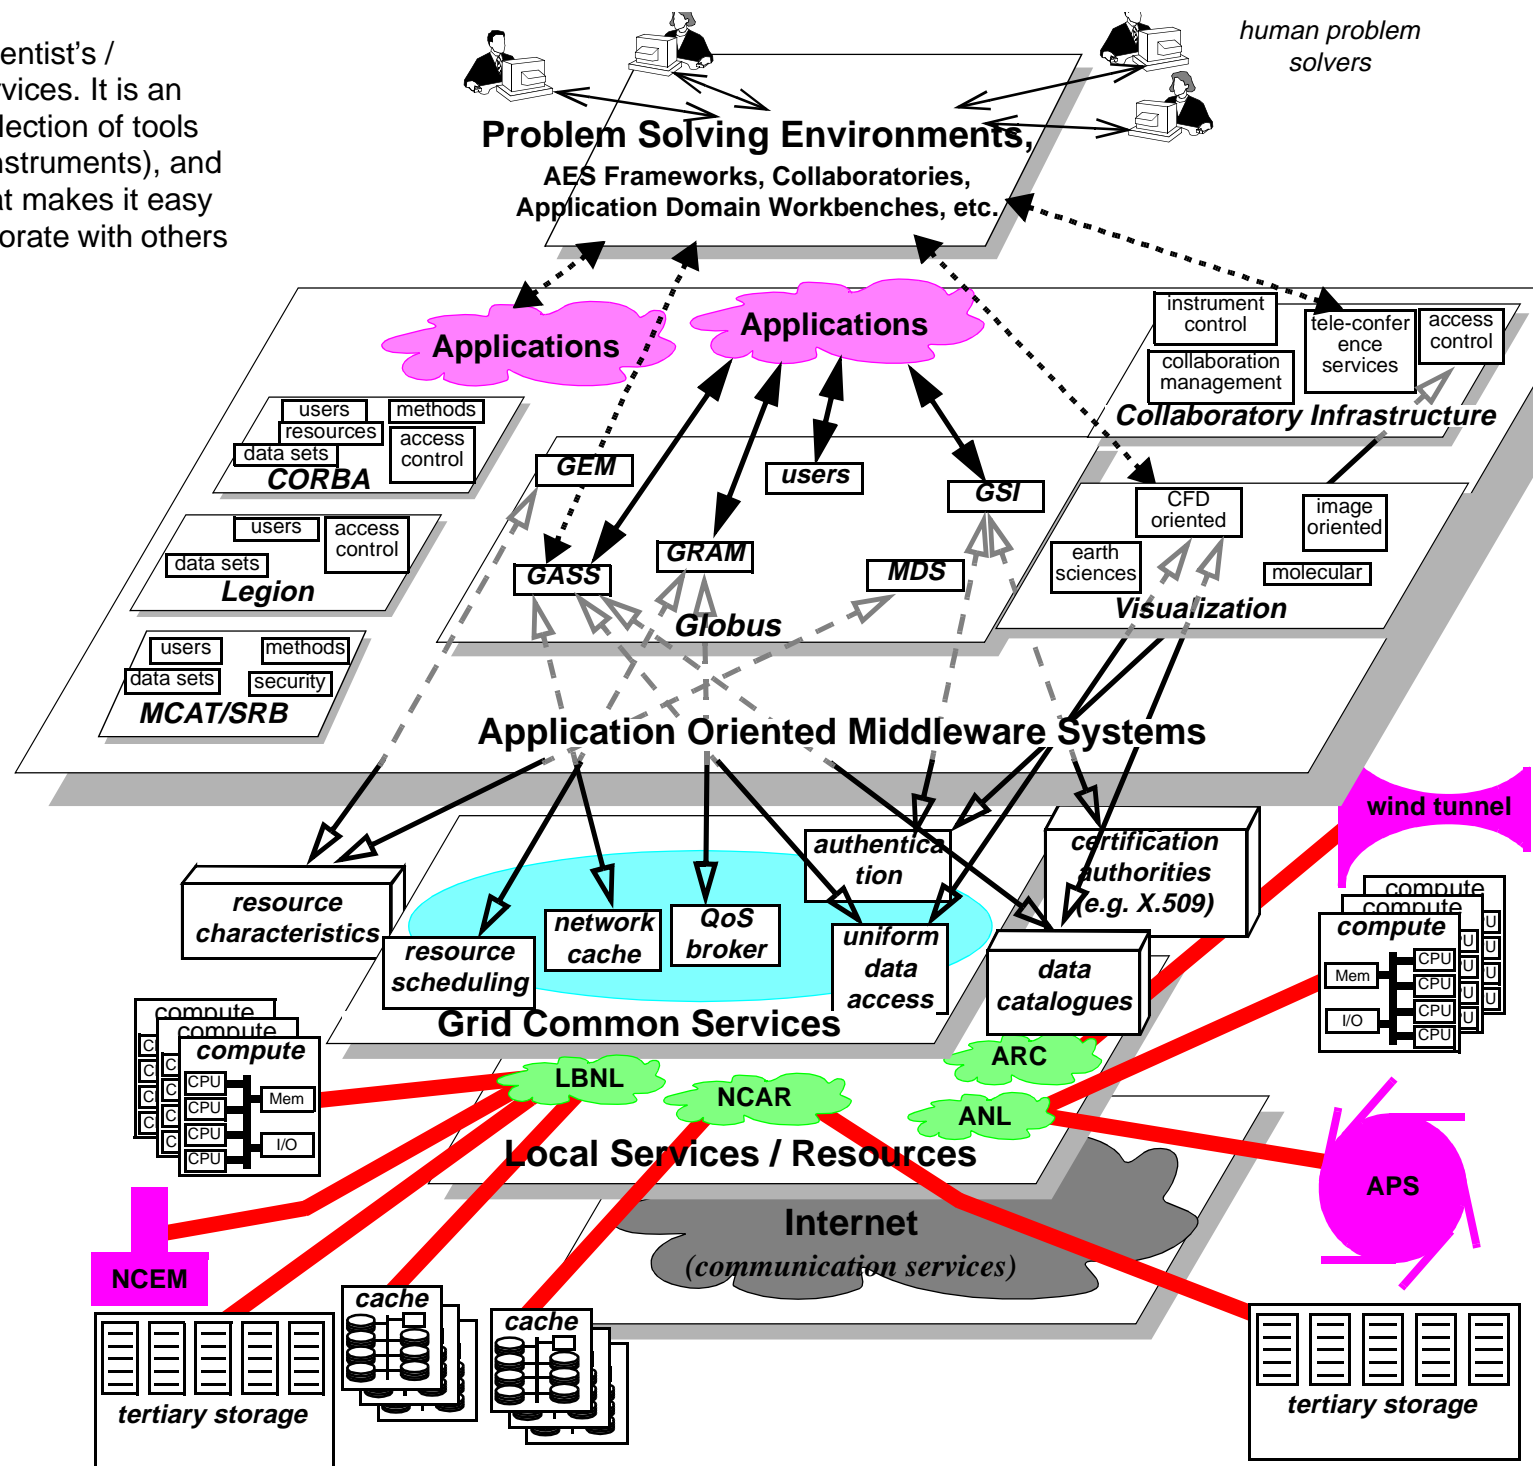 entist's /
rvices. It is an
llection of tools
nstruments), and
at makes it easy
orate with others
human problem
solvers
Problem Solving Environments,
AES Frameworks, Collaboratories,
Application Domain Workbenches, etc.
Applications
Applications
instrument
control
tele-confer
ence
services
access
control
collaboration
management
Collaboratory Infrastructure
users
methods
resources
access
control
data sets
CORBA
users
access
control
data sets
Legion
users
methods
data sets
security
MCAT/SRB
GEM
users
GSI
GRAM
GASS
MDS
Globus
CFD
oriented
image
oriented
earth
sciences
molecular
Visualization
Application Oriented Middleware Systems
wind tunnel
resource
characteristics
authentica
tion
certification
authorities
(e.g. X.509)
resource
scheduling
network
cache
QoS
broker
uniform
data
access
data
catalogues
Grid Common Services
compute
compute
compute
CPU
CPU
CPU
CPU
Mem
I/O
compute
compute
compute
Mem
I/O
CPU
CPU
CPU
CPU
LBNL
NCAR
ARC
ANL
Local Services / Resources
APS
Internet
(communication services)
NCEM
cache
cache
tertiary storage
tertiary storage